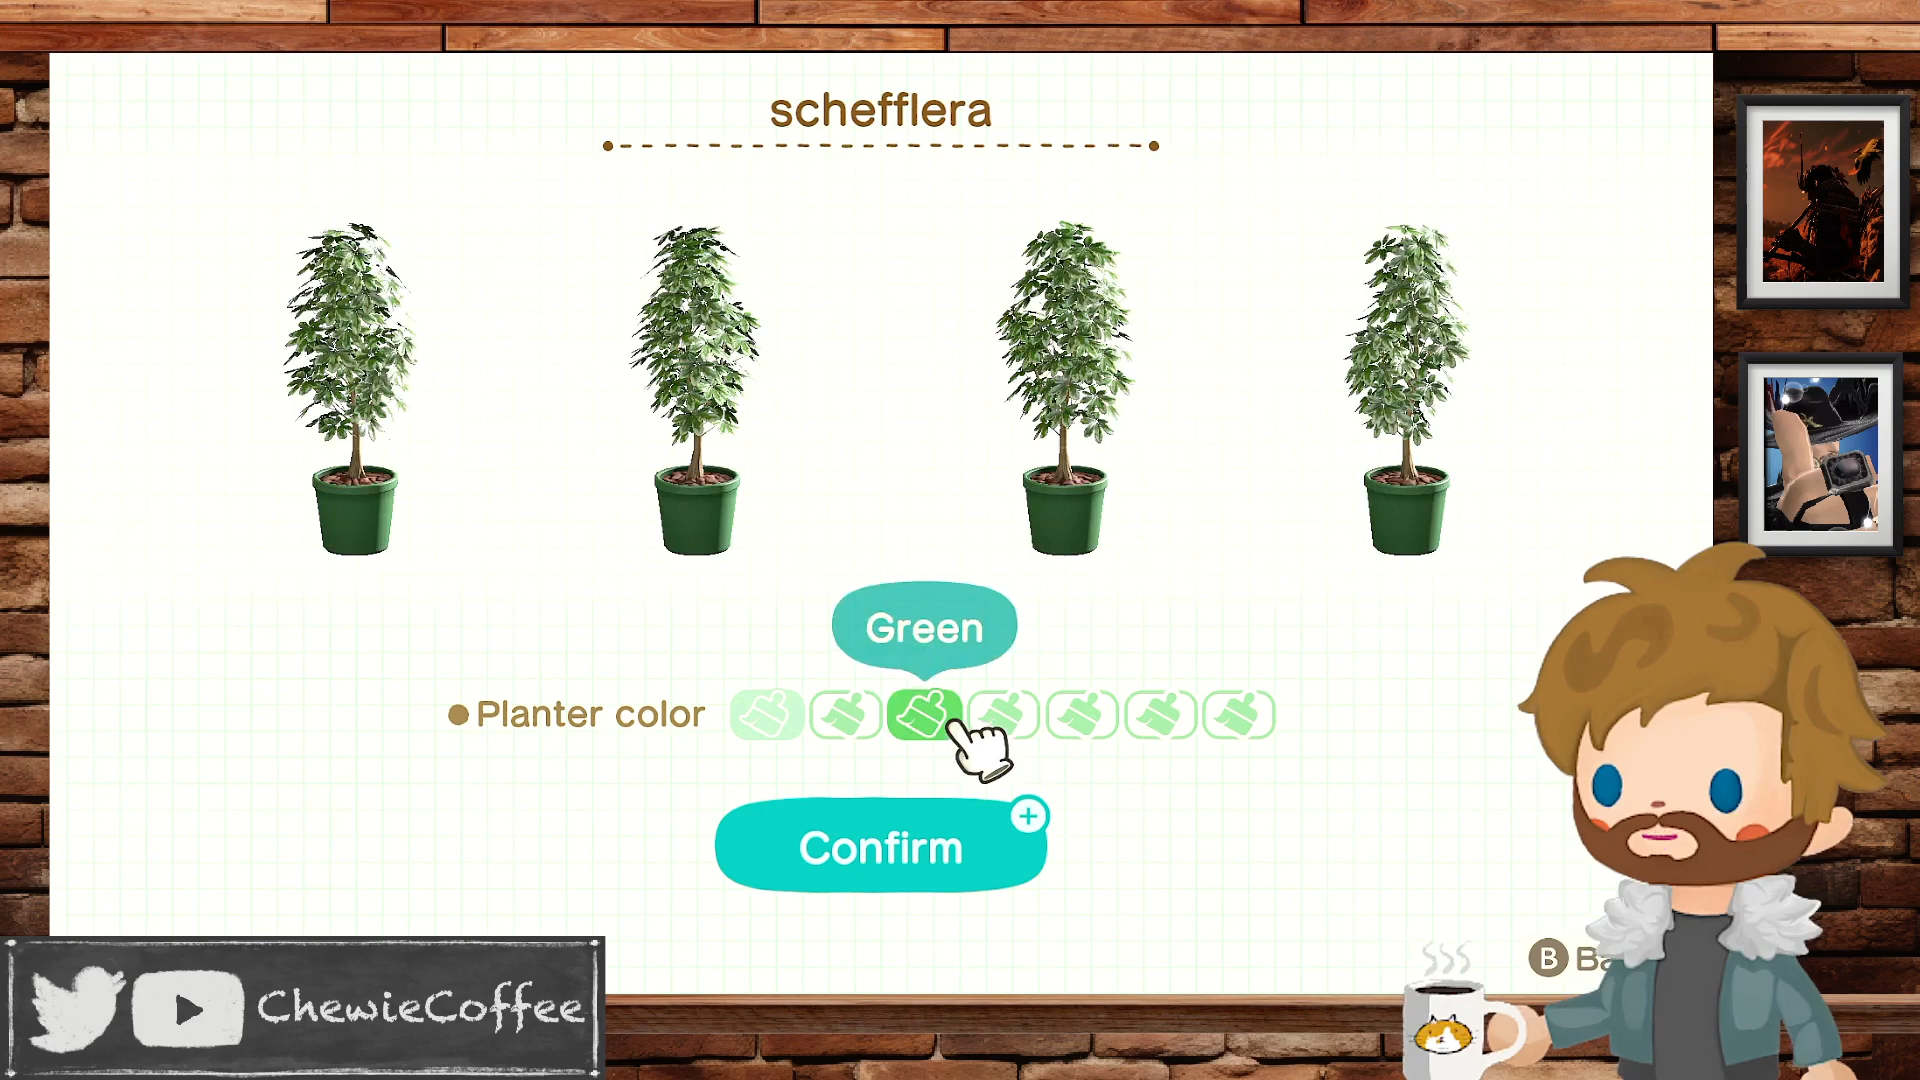 schefflera
Green
Planter color
Confirm
B
ChewieCoffee